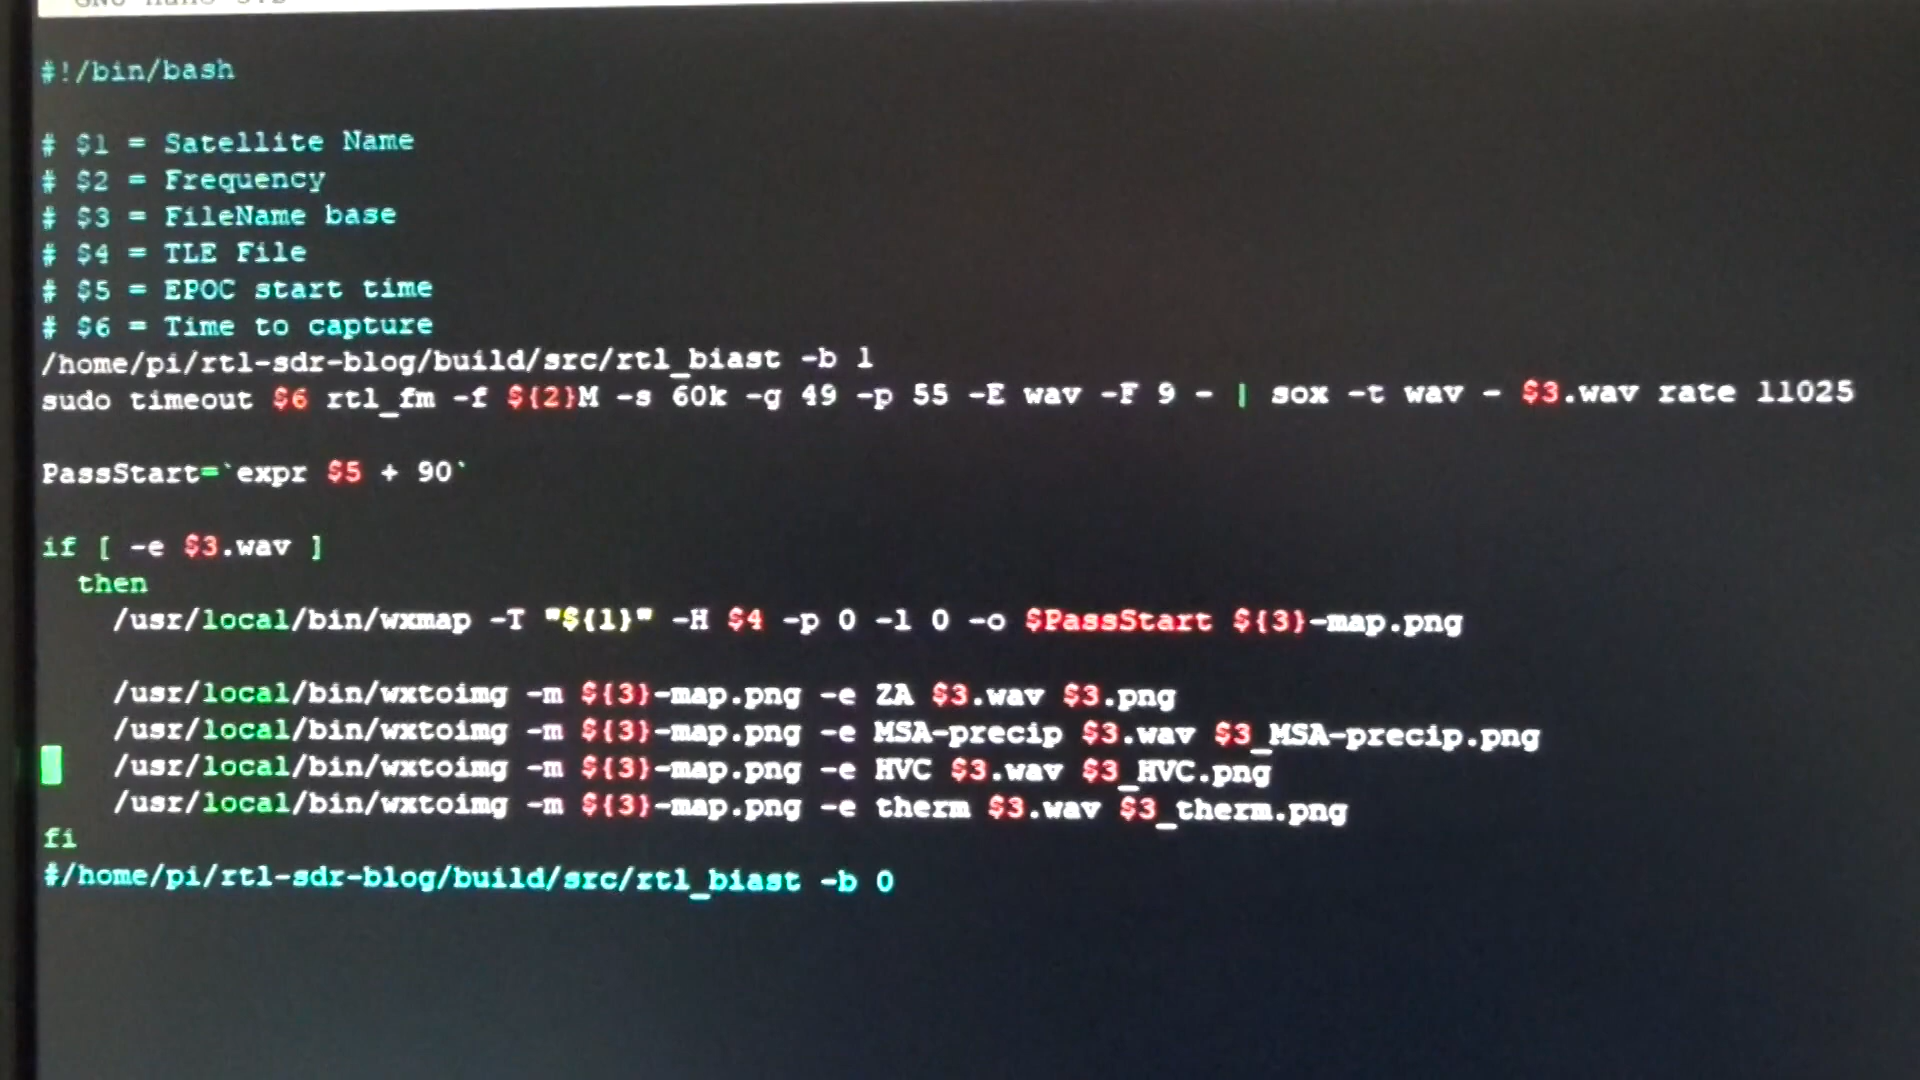 #!/bin/bash
# $1 = Satellite Name
# $2 = Frequency
# $3 = FileName base
# $4 = TLE File
# $5 = EPOC start time
# $6 = Time to capture
/home/pi/rtl-sdr-blog/build/src/rtl_biast -b 1
sudo timeout $6 rtl_fm -f ${2}M -s 60k -g 49 -p 55 -E wav -F 9 - | sox -t wav - $3.wav rate 11025
PassStart=`expr $5 + 90`
if [ -e $3.wav ]
then
/usr/local/bin/wxmap -T "${1}" -H $4 -p 0 -l 0 -o $PassStart ${3}-map.png
/usr/local/bin/wxtoimg -m ${3}-map.png -e ZA $3.wav $3.png
/usr/local/bin/wxtoimg -m ${3}-map.png -e MSA-precip $3.wav $3_MSA-precip.png
/usr/local/bin/wxtoimg -m ${3}-map.png -e HVC $3.wav $3_HVC.png
/usr/local/bin/wxtoimg -m ${3}-map.png -e therm $3.wav $3_therm.png
fi
#/home/pi/rtl-sdr-blog/build/src/rtl_biast -b 0